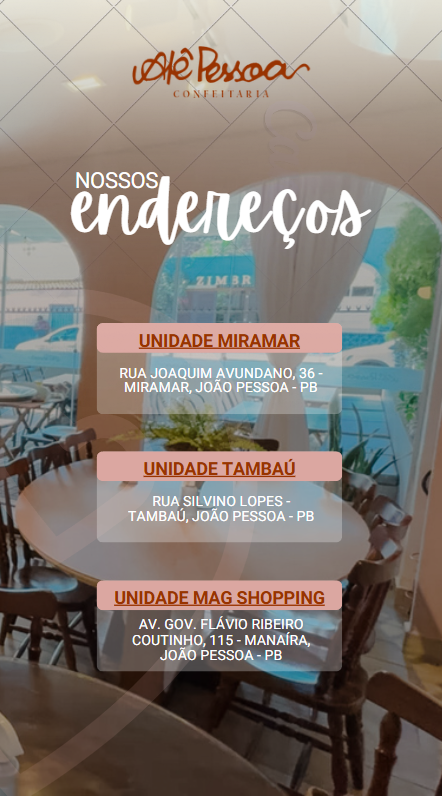 Alê Pessoa
CONFEITARIA
NOSSOS
endereços
UNIDADE MIRAMAR
RUA JOAQUIM AVUNDANO, 36 -
MIRAMAR, JOÃO PESSOA - PB
UNIDADE TAMBAÚ
RUA SILVINO LOPES -
TAMBAÚ, JOÃO PESSOA - PB
UNIDADE MAG SHOPPING
AV. GOV. FLÁVIO RIBEIRO
COUTINHO, 115 - MANAÍRA,
JOÃO PESSOA - PB